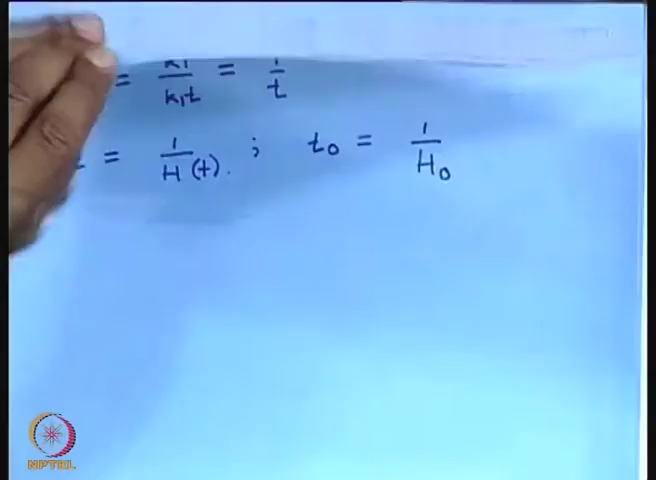 = k1 / k1t = 1 / t
= 1 / H(t). ; t0 = 1 / H0
NPTEL